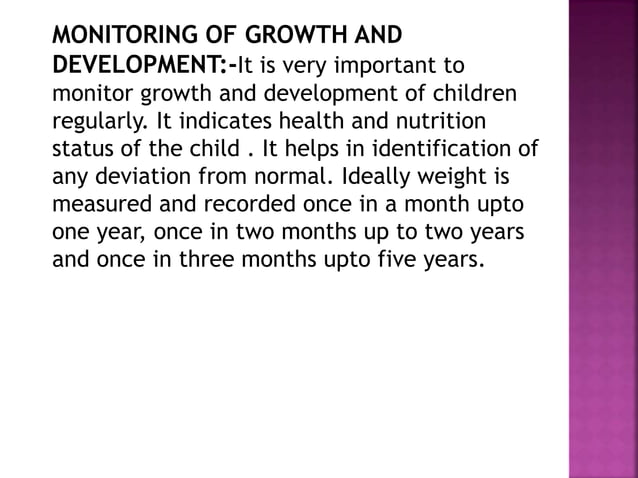 MONITORING OF GROWTH AND
DEVELOPMENT:-It is very important to
monitor growth and development of children
regularly. It indicates health and nutrition
status of the child . It helps in identification of
any deviation from normal. Ideally weight is
measured and recorded once in a month upto
one year, once in two months up to two years
and once in three months upto five years.